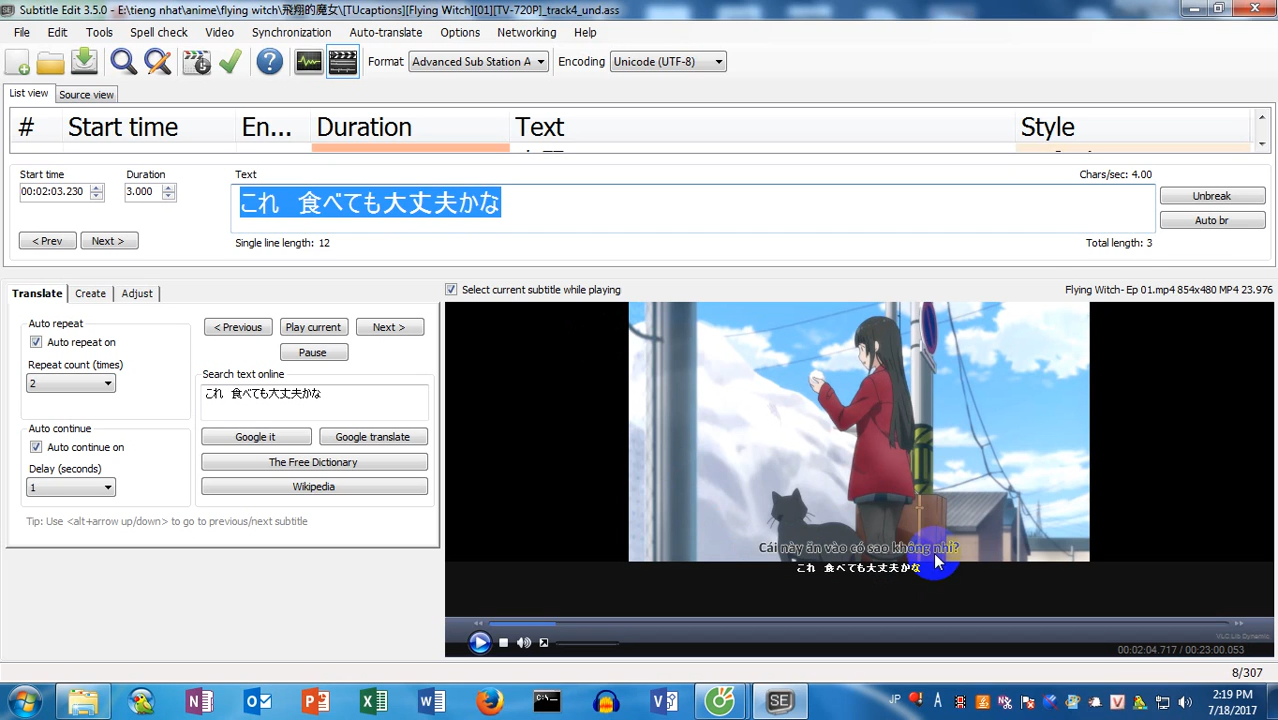 Subtitle Edit 3.5.0 - E:\tieng nhat\anime\flying witch\飛翔的魔女\[TUcaptions][Flying Witch][01][TV-720P]_track4_und.ass
File Edit Tools Spell check Video Synchronization Auto-translate Options Networking Help
Format Advanced Sub Station A Encoding Unicode (UTF-8)
List view Source view
# Start time En... Duration Text Style
Start time Duration Text Chars/sec: 4.00
00:02:03.230 3.000 これ　食べても大丈夫かな Unbreak
Auto br
< Prev Next > Single line length: 12 Total length: 3
Translate Create Adjust Select current subtitle while playing Flying Witch- Ep 01.mp4 854x480 MP4 23.976
Auto repeat < Previous Play current Next >
Auto repeat on
Pause
Repeat count (times) Search text online
2 これ　食べても大丈夫かな
Auto continue Google it Google translate
Auto continue on
The Free Dictionary
Delay (seconds)
1 Wikipedia
Tip: Use <alt+arrow up/down> to go to previous/next subtitle
Cái này ăn vào có sao không nhỉ?
これ　食べても大丈夫かな
VLC Lib Dynamic
00:02:04.717 / 00:23:00.053
8/307
JP A V
2:19 PM
7/18/2017